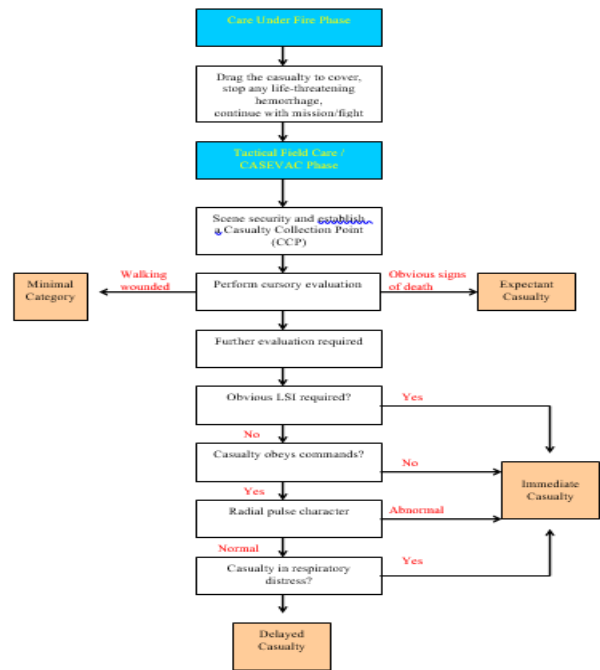 Care Under Fire Phase
Drag the casualty to cover,
stop any life-threatening
hemorrhage,
continue with mission/fight
Tactical Field Care /
CASEVAC Phase
Scene security and establish
a Casualty Collection Point
(CCP)
Minimal
Category
Walking
wounded
Perform cursory evaluation
Obvious signs
of death
Expectant
Casualty
Further evaluation required
Obvious LSI required?
Yes
No
Casualty obeys commands?
No
Immediate
Casualty
Yes
Radial pulse character
Abnormal
Normal
Casualty in respiratory
distress?
Yes
Delayed
Casualty